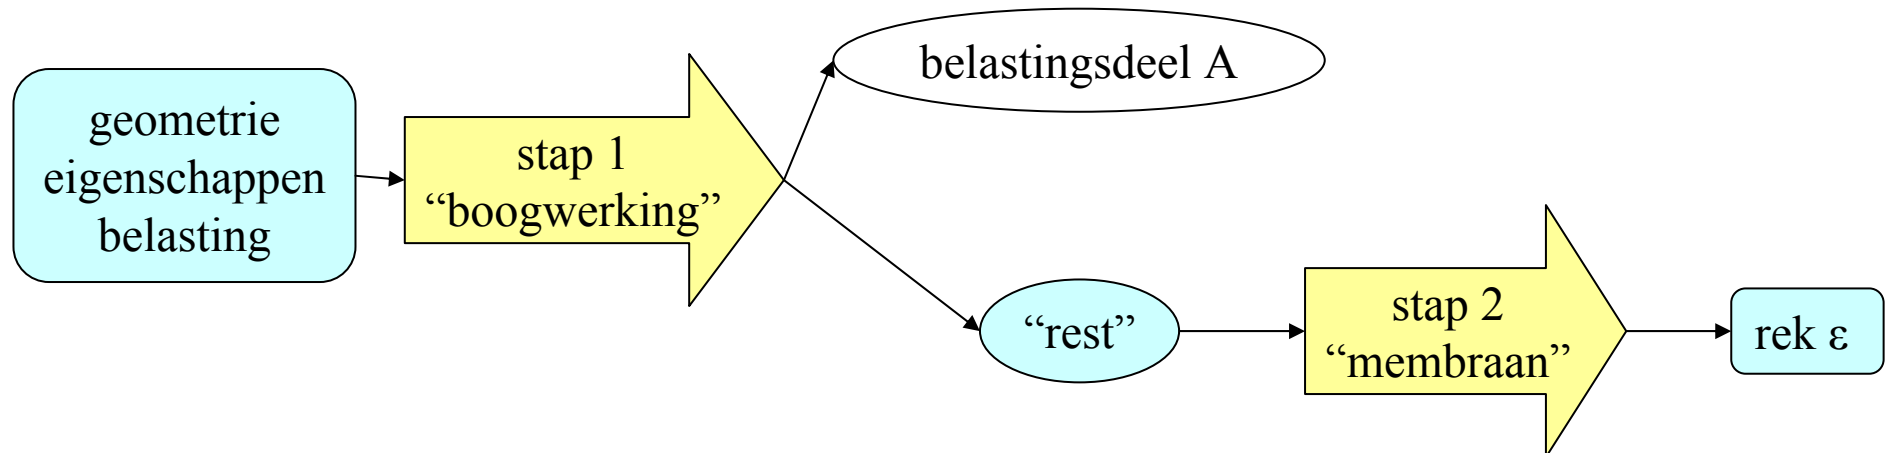 geometrie
eigenschappen
belasting
stap 1
“boogwerking”
belastingsdeel A
“rest”
stap 2
“membraan”
rek ε